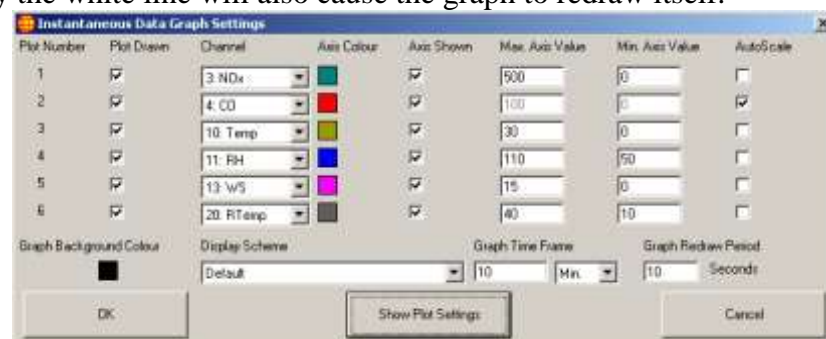 the white line will also cause the graph to redraw itself.
Instantaneous Data Graph Settings
Plot Number Plot Drawn Channel Axis Colour Axis Shown Max. Axis Value Min. Axis Value AutoScale
1 3: NOx 500 0
2 4: CO 100 0
3 10: Temp 30 0
4 11: RH 110 50
5 13: WS 15 0
6 20: RTemp 40 10
Graph Background Colour Display Scheme Graph Time Frame Graph Redraw Period
Default 10 Min. 10 Seconds
OK Show Plot Settings Cancel